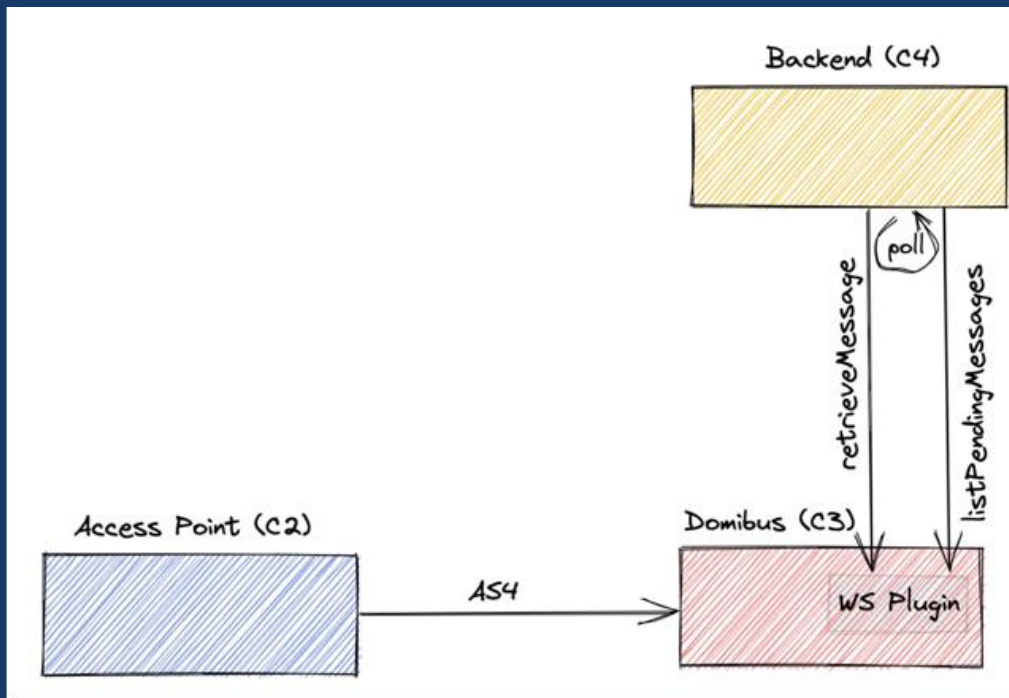 Backend (C4)
poll
retrieveMessage
listPendingMessages
Access Point (C2)
Domibus (C3)
AS4
WS Plugin